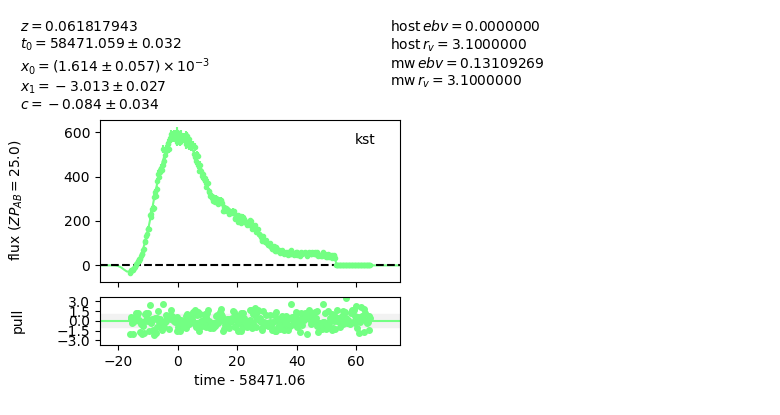 z = 0.061817943
t₀ = 58471.059 ± 0.032
x₀ = (1.614 ± 0.057) × 10⁻³
x₁ = −3.013 ± 0.027
c = −0.084 ± 0.034
host ebv = 0.0000000
host r_v = 3.1000000
mw ebv = 0.13109269
mw r_v = 3.1000000
flux (ZP_AB = 25.0)
600
400
200
0
kst
pull
3.0
1.5
0.0
−1.5
−3.0
−20 0 20 40 60
time - 58471.06